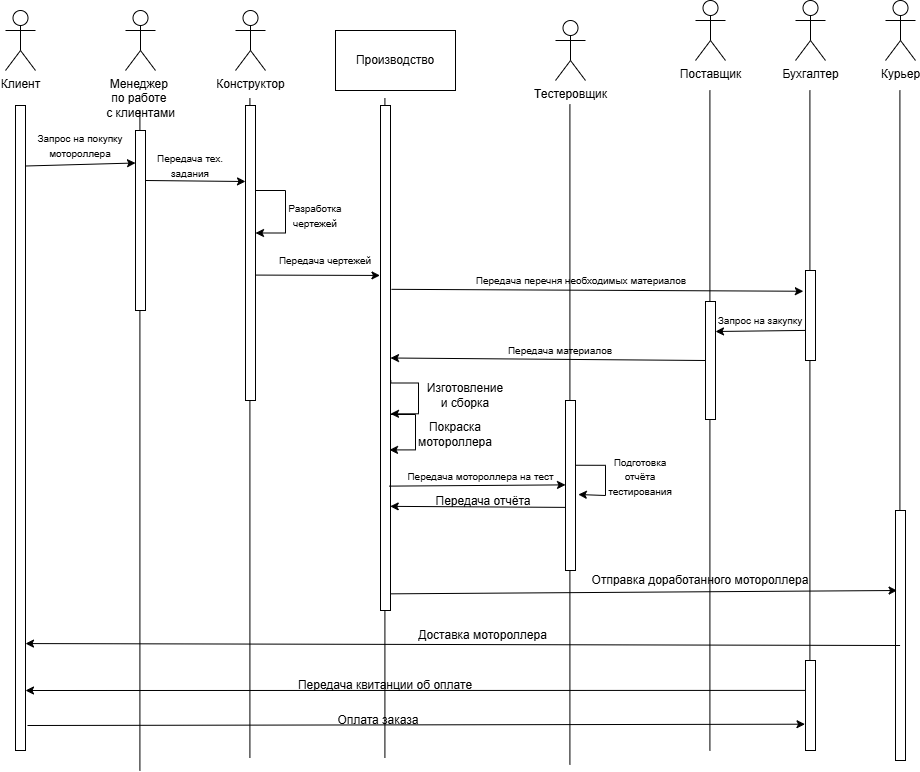 Клиент
Менеджер
по работе
с клиентами
Конструктор
Производство
Тестеровщик
Поставщик
Бухгалтер
Курьер
Запрос на покупку
мотороллера
Передача тех.
задания
Разработка
чертежей
Передача чертежей
Передача перечня необходимых материалов
Запрос на закупку
Передача материалов
Изготовление
и сборка
Покраска
мотороллера
Передача мотороллера на тест
Подготовка
отчёта
тестирования
Передача отчёта
Отправка доработанного мотороллера
Доставка мотороллера
Передача квитанции об оплате
Оплата заказа